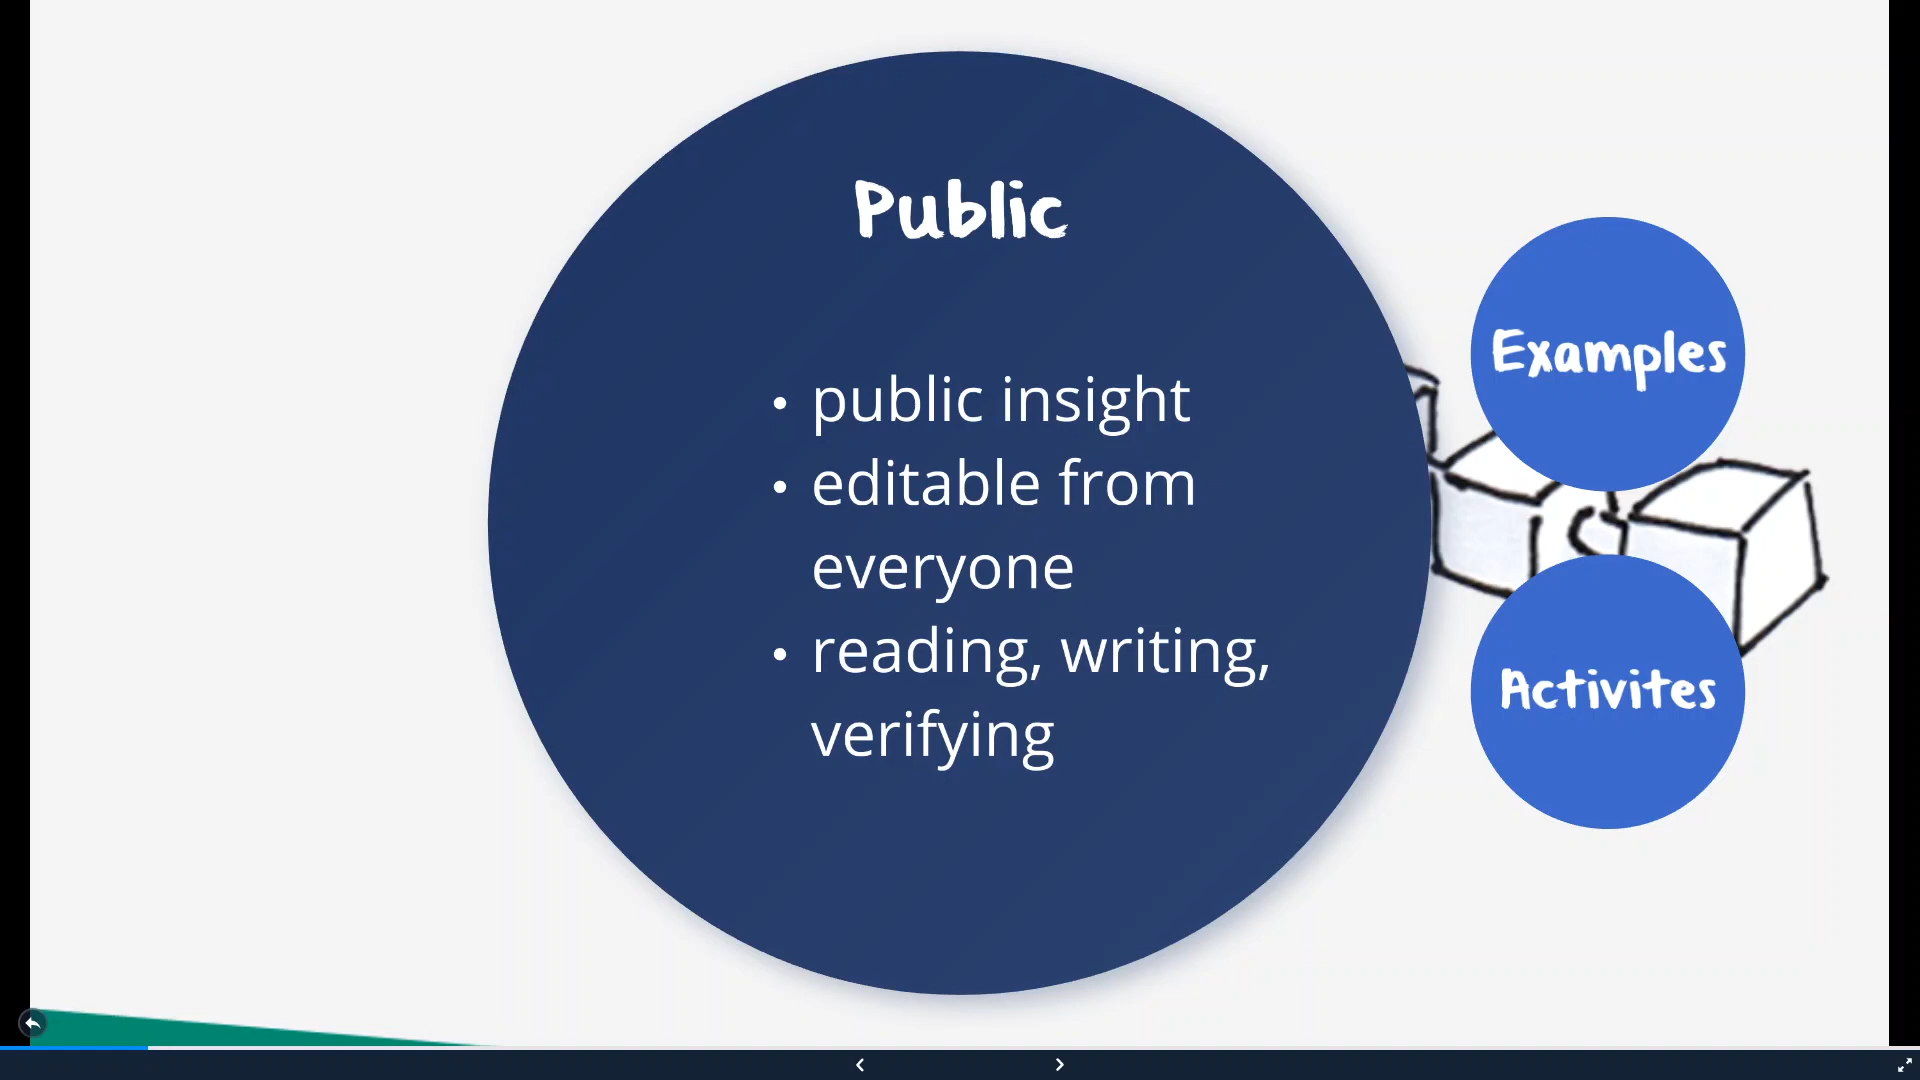 Public
• public insight
• editable from
everyone
• reading, writing,
verifying
Examples
Activites